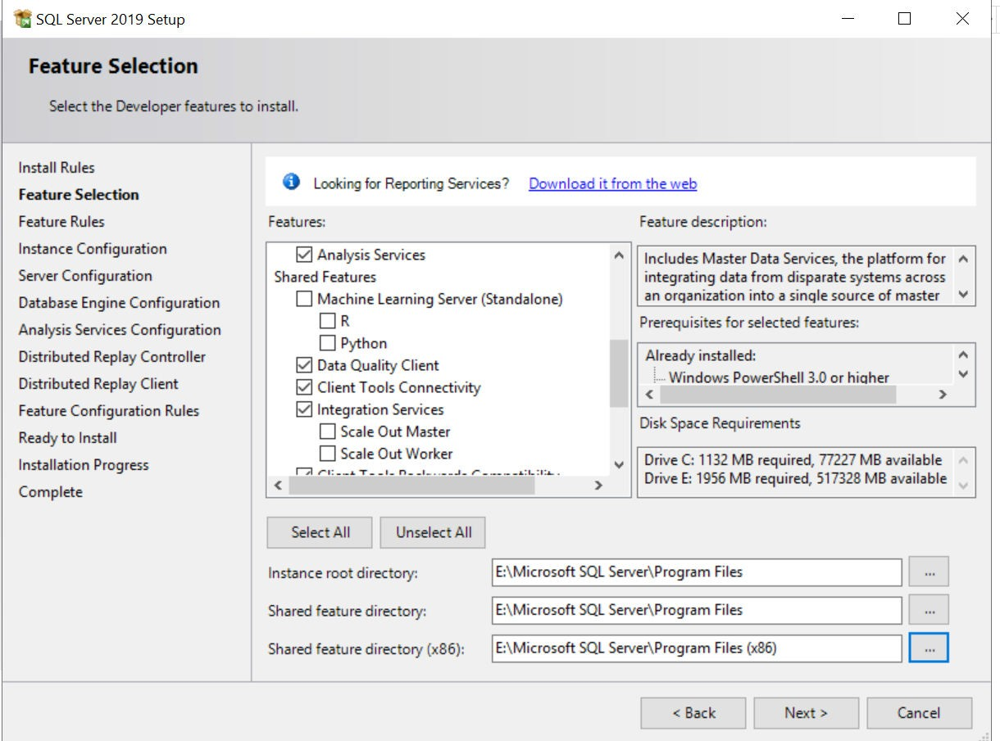 SQL Server 2019 Setup
Feature Selection
Select the Developer features to install.
Install Rules
Feature Selection
Feature Rules
Instance Configuration
Server Configuration
Database Engine Configuration
Analysis Services Configuration
Distributed Replay Controller
Distributed Replay Client
Feature Configuration Rules
Ready to Install
Installation Progress
Complete
Looking for Reporting Services? Download it from the web
Features:
Analysis Services
Shared Features
Machine Learning Server (Standalone)
R
Python
Data Quality Client
Client Tools Connectivity
Integration Services
Scale Out Master
Scale Out Worker
Client Tools Backwards Compatibility
Feature description:
Includes Master Data Services, the platform for
integrating data from disparate systems across
an organization into a single source of master
Prerequisites for selected features:
Already installed:
Windows PowerShell 3.0 or higher
Disk Space Requirements
Drive C: 1132 MB required, 77227 MB available
Drive E: 1956 MB required, 517328 MB available
Select All
Unselect All
Instance root directory:
E:\Microsoft SQL Server\Program Files
...
Shared feature directory:
E:\Microsoft SQL Server\Program Files
...
Shared feature directory (x86):
E:\Microsoft SQL Server\Program Files (x86)
...
< Back
Next >
Cancel